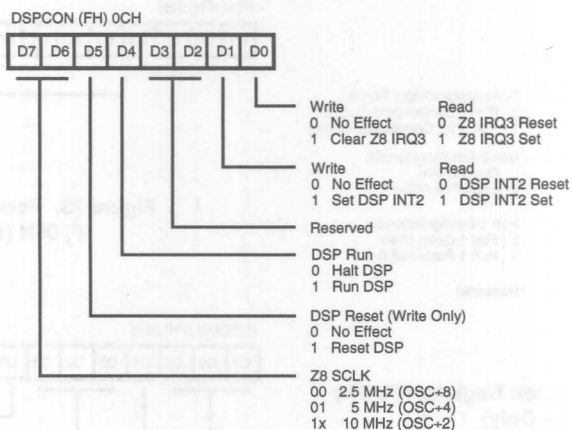 DSPCON (FH) 0CH
D7 D6 D5 D4 D3 D2 D1 D0
Write Read
0 No Effect 0 Z8 IRQ3 Reset
1 Clear Z8 IRQ3 1 Z8 IRQ3 Set
Write Read
0 No Effect 0 DSP INT2 Reset
1 Set DSP INT2 1 DSP INT2 Set
Reserved
DSP Run
0 Halt DSP
1 Run DSP
DSP Reset (Write Only)
0 No Effect
1 Reset DSP
Z8 SCLK
00 2.5 MHz (OSC÷8)
01 5 MHz (OSC÷4)
1x 10 MHz (OSC÷2)